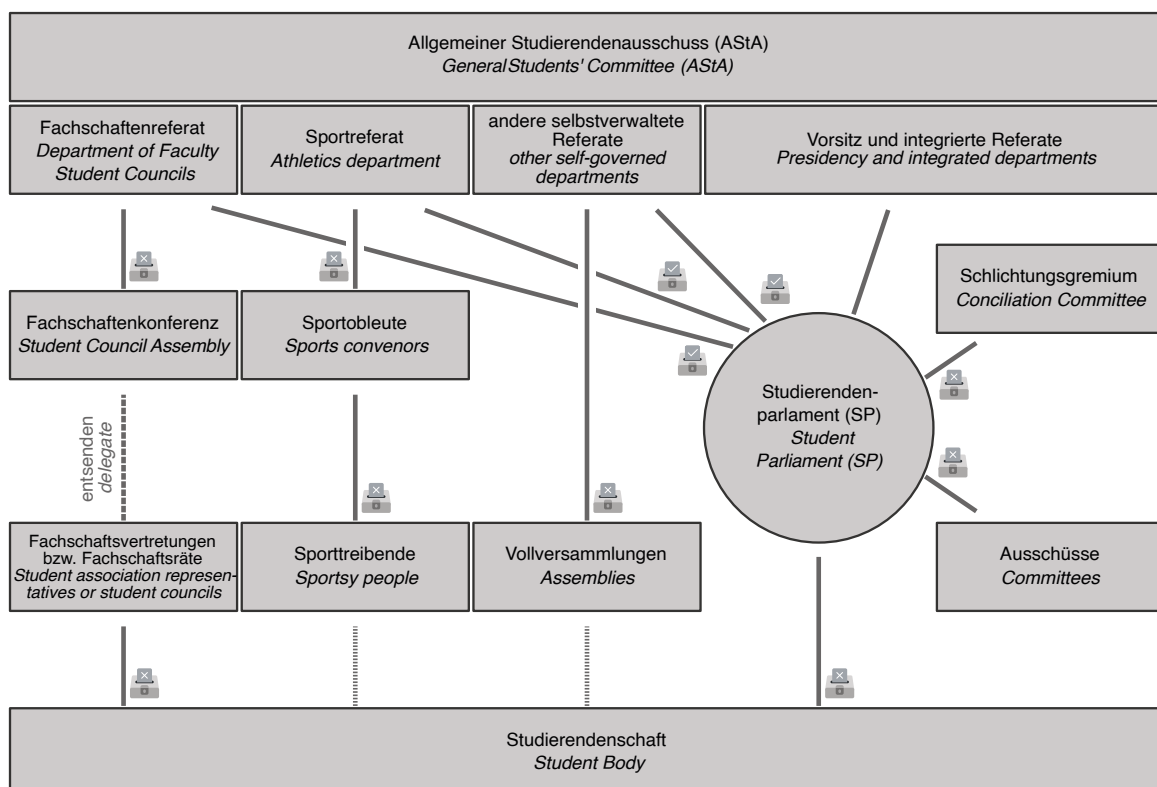 Allgemeiner Studierendenausschuss (AStA)
General Students' Committee (AStA)
Fachschaftenreferat
Department of Faculty
Student Councils
Sportreferat
Athletics department
andere selbstverwaltete
Referate
other self-governed
departments
Vorsitz und integrierte Referate
Presidency and integrated departments
Schlichtungsgremium
Conciliation Committee
Fachschaftenkonferenz
Student Council Assembly
Sportobleute
Sports convenors
Studierenden-
parlament (SP)
Student
Parliament (SP)
entsenden
delegate
Fachschaftsvertretungen
bzw. Fachschaftsräte
Student association represen-
tatives or student councils
Sporttreibende
Sportsy people
Vollversammlungen
Assemblies
Ausschüsse
Committees
Studierendenschaft
Student Body